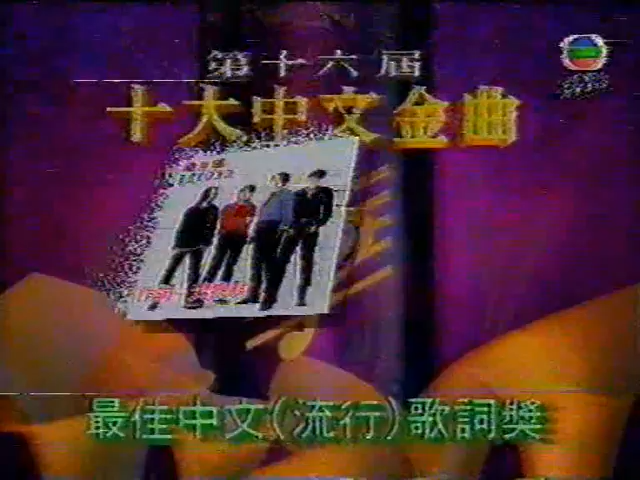 第十六屆
十大中文金曲
最佳中文(流行)歌詞獎